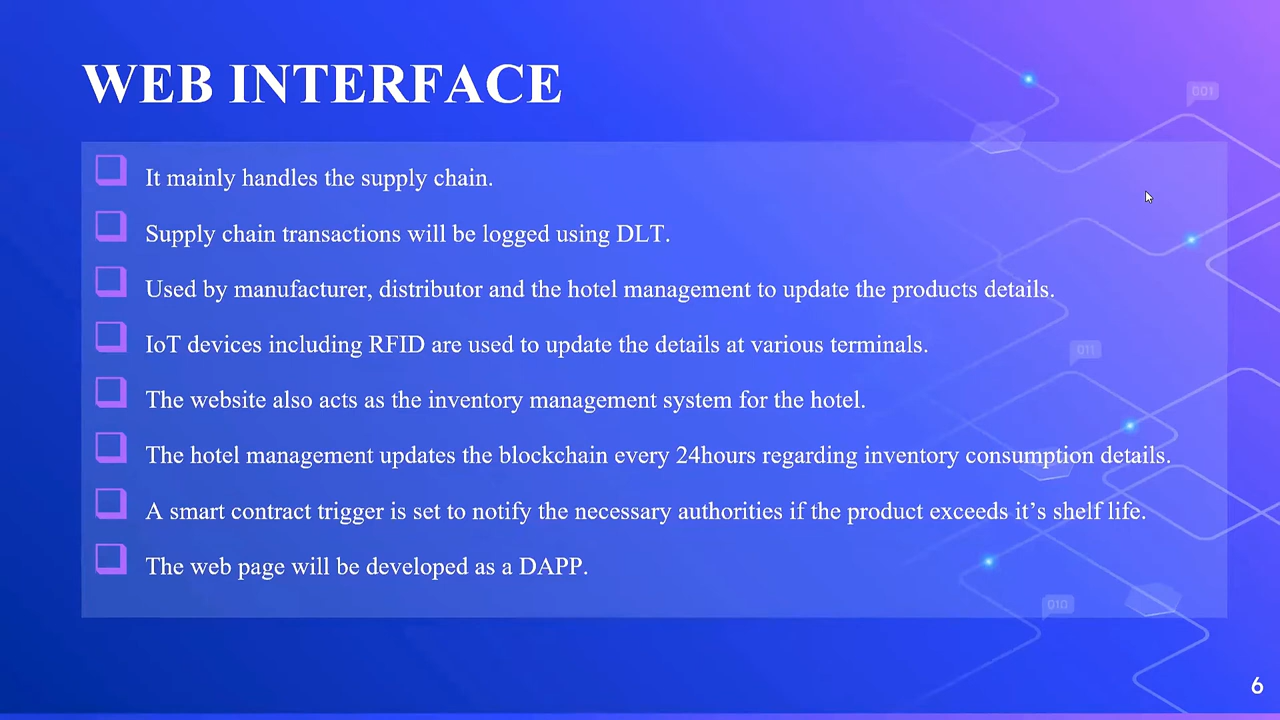 WEB INTERFACE
It mainly handles the supply chain.
Supply chain transactions will be logged using DLT.
Used by manufacturer, distributor and the hotel management to update the products details.
IoT devices including RFID are used to update the details at various terminals.
The website also acts as the inventory management system for the hotel.
The hotel management updates the blockchain every 24hours regarding inventory consumption details.
A smart contract trigger is set to notify the necessary authorities if the product exceeds it’s shelf life.
The web page will be developed as a DAPP.
001
011
010
6